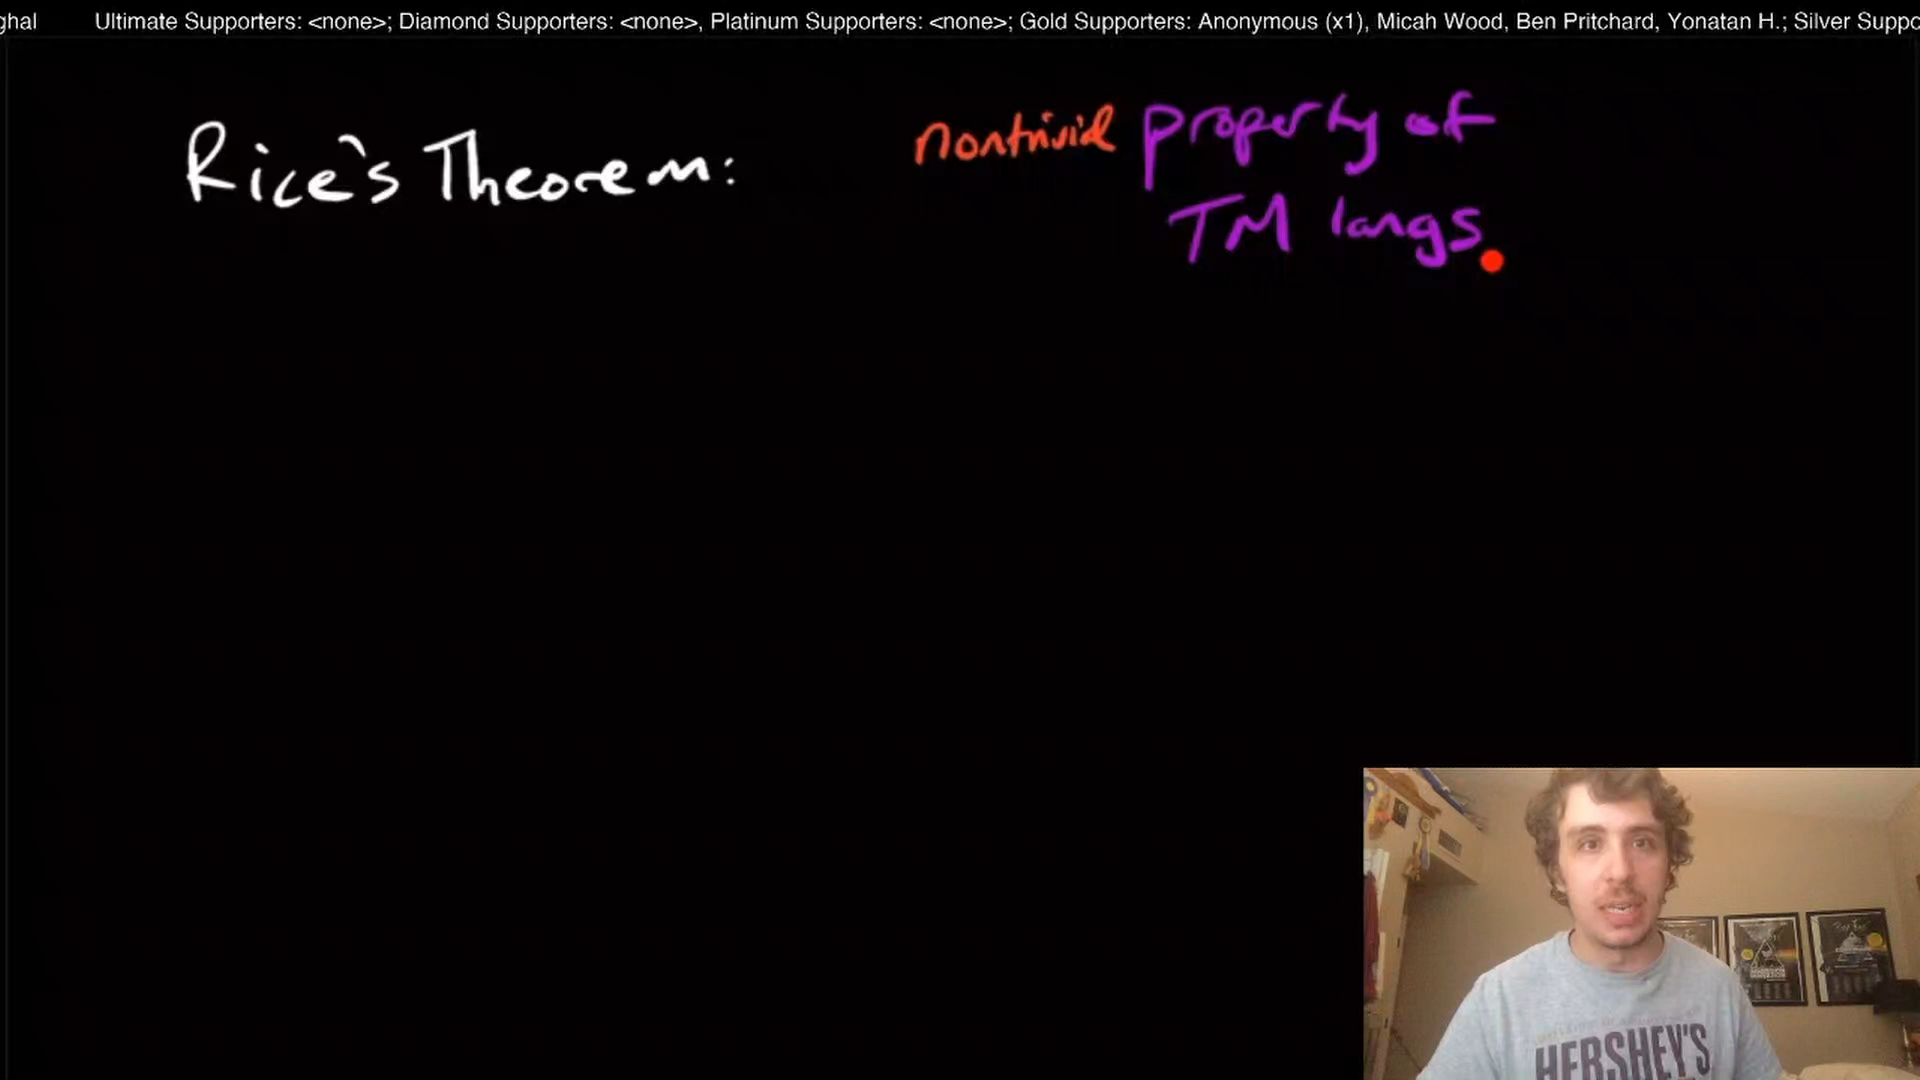 ghal Ultimate Supporters: <none>; Diamond Supporters: <none>, Platinum Supporters: <none>; Gold Supporters: Anonymous (x1), Micah Wood, Ben Pritchard, Yonatan H.; Silver Suppo
Rice's Theorem:
nontrivial property of
TM langs.
HERSHEY'S